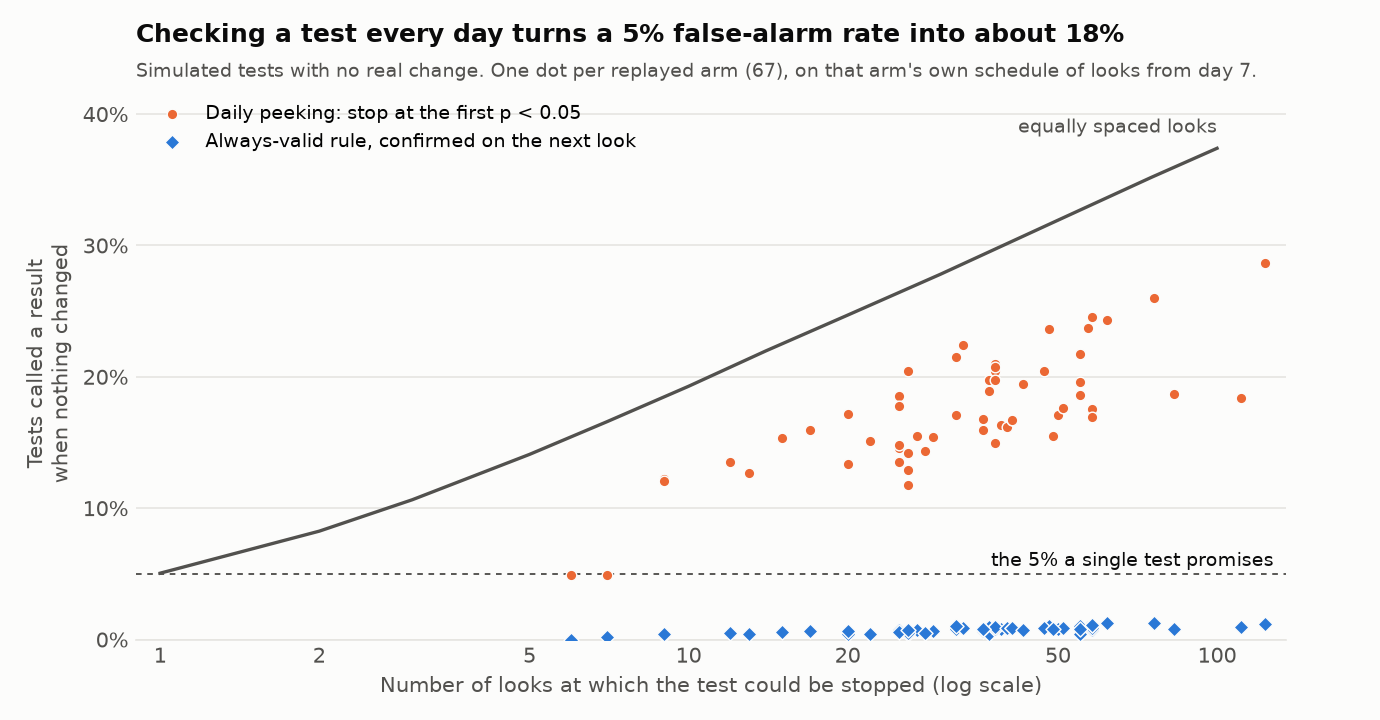 Checking a test every day turns a 5% false-alarm rate into about 18%
Simulated tests with no real change. One dot per replayed arm (67), on that arm's own schedule of looks from day 7.
40%
Daily peeking: stop at the first p < 0.05
Always-valid rule, confirmed on the next look
equally spaced looks
30%
20%
10%
0%
Tests called a result
when nothing changed
the 5% a single test promises
1 2 5 10 20 50 100
Number of looks at which the test could be stopped (log scale)